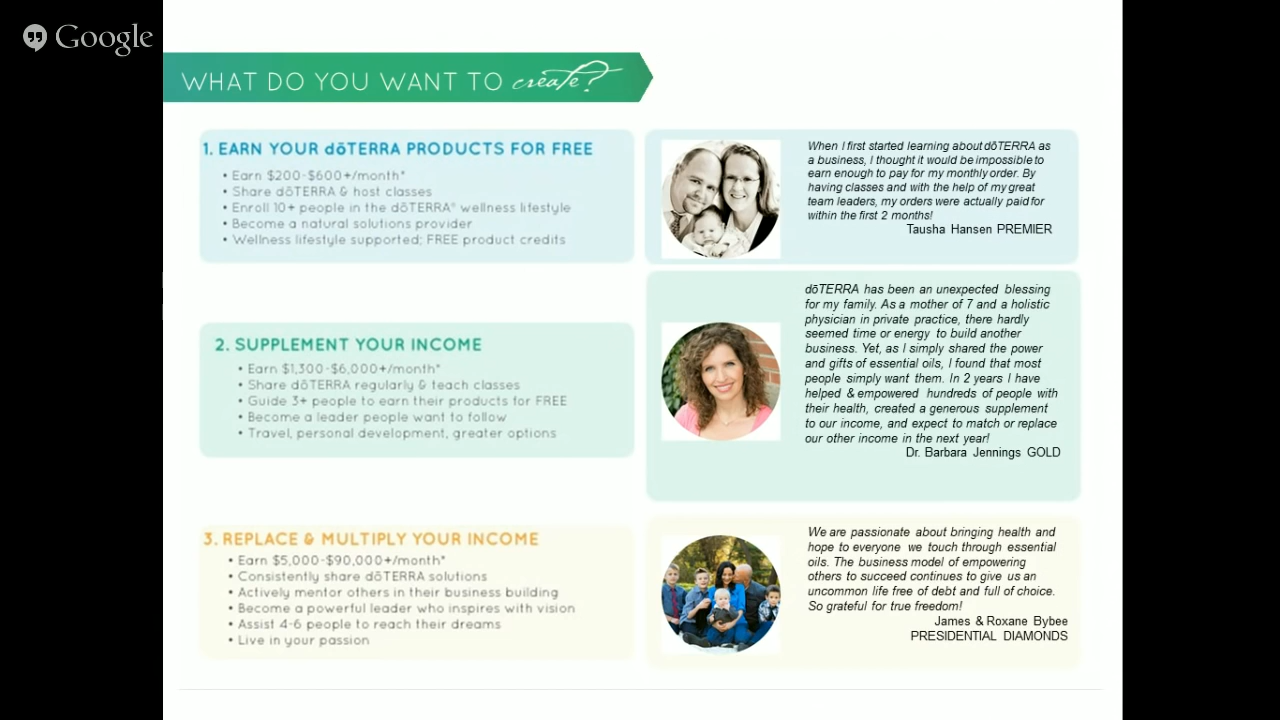 Google
WHAT DO YOU WANT TO create?
1. EARN YOUR dōTERRA PRODUCTS FOR FREE
• Earn $200-$600+/month*
• Share dōTERRA & host classes
• Enroll 10+ people in the dōTERRA® wellness lifestyle
• Become a natural solutions provider
• Wellness lifestyle supported; FREE product credits
When I first started learning about dōTERRA as
a business, I thought it would be impossible to
earn enough to pay for my monthly order. By
having classes and with the help of my great
team leaders, my orders were actually paid for
within the first 2 months!
Tausha Hansen PREMIER
2. SUPPLEMENT YOUR INCOME
• Earn $1,300-$6,000+/month*
• Share dōTERRA regularly & teach classes
• Guide 3+ people to earn their products for FREE
• Become a leader people want to follow
• Travel, personal development, greater options
dōTERRA has been an unexpected blessing
for my family. As a mother of 7 and a holistic
physician in private practice, there hardly
seemed time or energy to build another
business. Yet, as I simply shared the power
and gifts of essential oils, I found that most
people simply want them. In 2 years I have
helped & empowered hundreds of people with
their health, created a generous supplement
to our income, and expect to match or replace
our other income in the next year!
Dr. Barbara Jennings GOLD
3. REPLACE & MULTIPLY YOUR INCOME
• Earn $5,000-$90,000+/month*
• Consistently share dōTERRA solutions
• Actively mentor others in their business building
• Become a powerful leader who inspires with vision
• Assist 4-6 people to reach their dreams
• Live in your passion
We are passionate about bringing health and
hope to everyone we touch through essential
oils. The business model of empowering
others to succeed continues to give us an
uncommon life free of debt and full of choice.
So grateful for true freedom!
James & Roxane Bybee
PRESIDENTIAL DIAMONDS